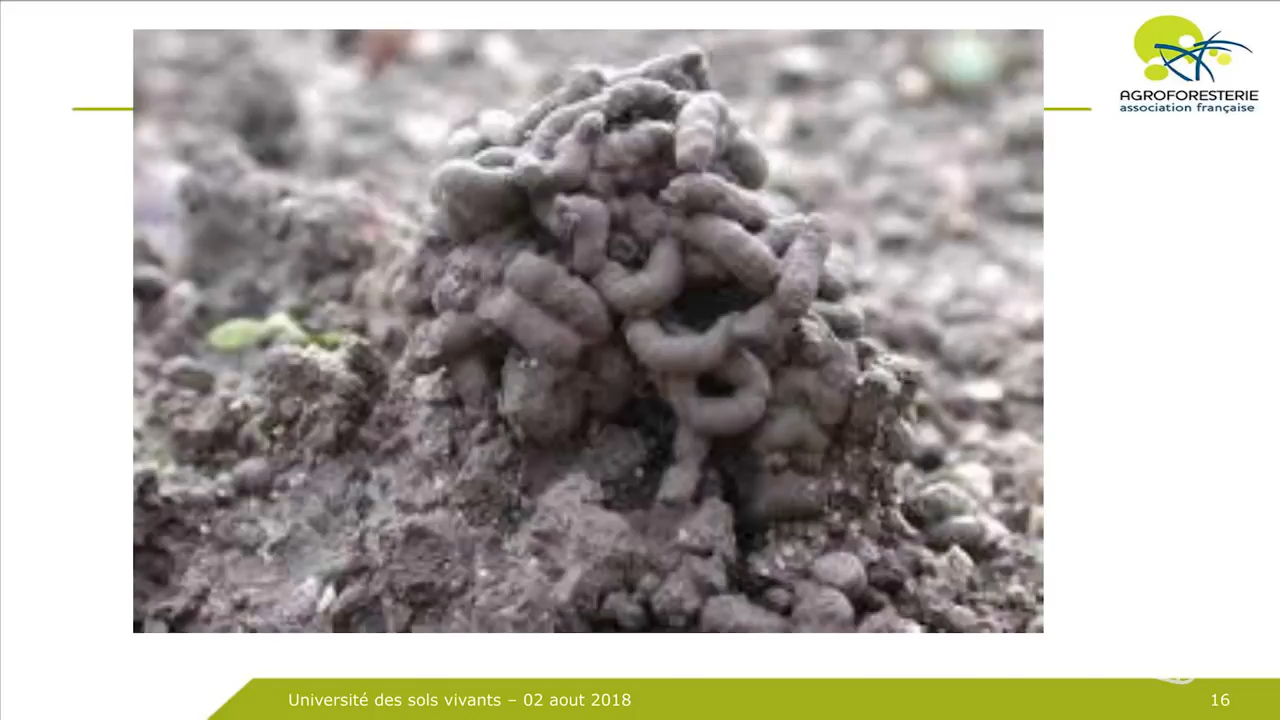 AGROFORESTERIE
association française
Université des sols vivants – 02 aout 2018
16